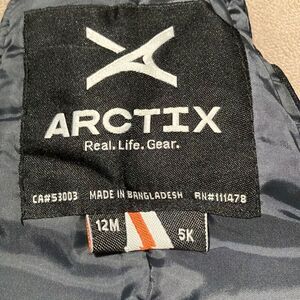 ARCTIX
Real. Life. Gear.
CA#53003 MADE IN BANGLADESH RN#111478
12M 5K